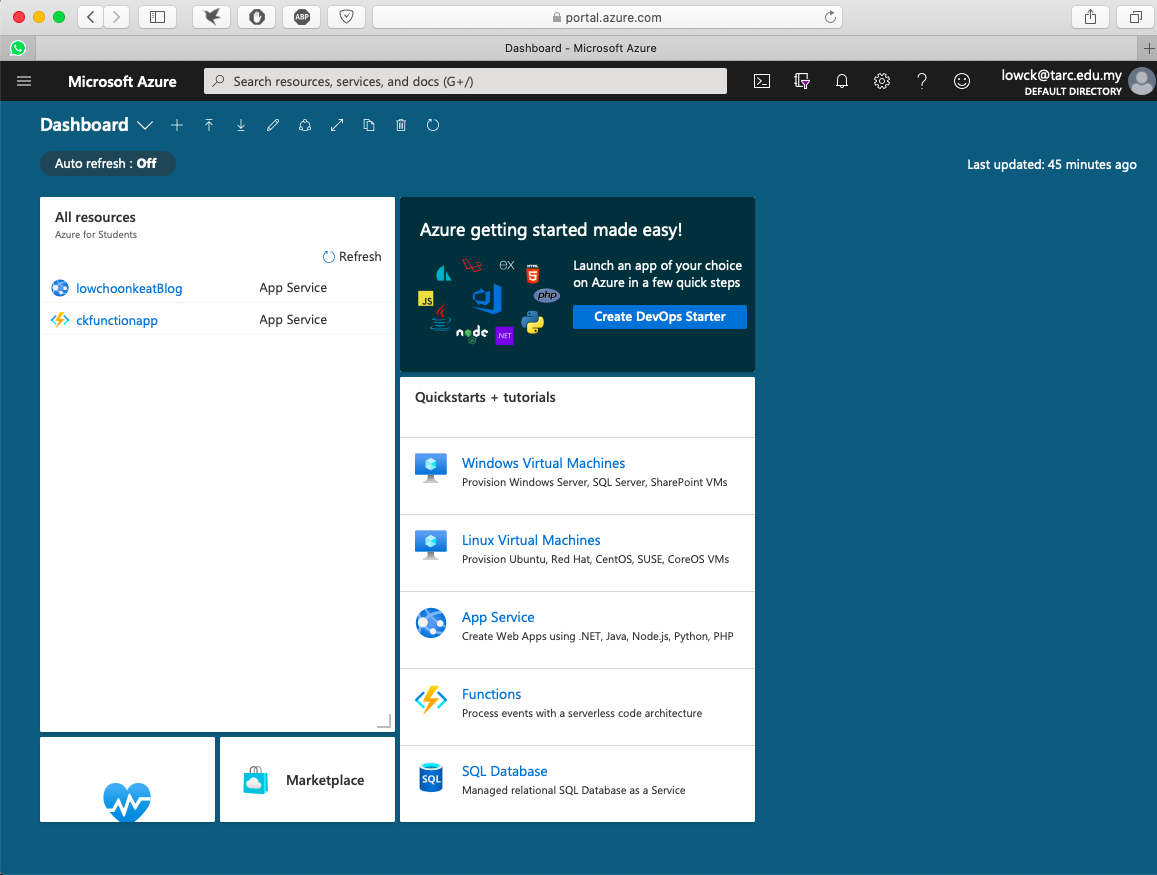 ABP
portal.azure.com
Dashboard - Microsoft Azure
Microsoft Azure
Search resources, services, and docs (G+/)
lowck@tarc.edu.my
DEFAULT DIRECTORY
Dashboard
Auto refresh : Off
Last updated: 45 minutes ago
All resources
Azure for Students
Refresh
lowchoonkeatBlog App Service
ckfunctionapp App Service
Azure getting started made easy!
EX
HTML
5
JS
php
node
JS
.NET
Launch an app of your choice
on Azure in a few quick steps
Create DevOps Starter
Quickstarts + tutorials
Windows Virtual Machines
Provision Windows Server, SQL Server, SharePoint VMs
Linux Virtual Machines
Provision Ubuntu, Red Hat, CentOS, SUSE, CoreOS VMs
App Service
Create Web Apps using .NET, Java, Node.js, Python, PHP
Functions
Process events with a serverless code architecture
SQL
SQL Database
Managed relational SQL Database as a Service
Marketplace